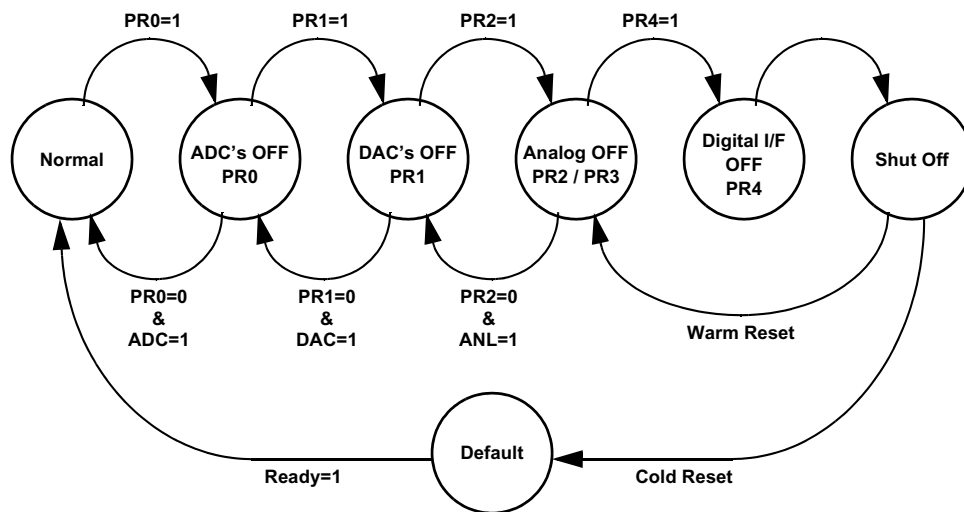 PR0=1
PR1=1
PR2=1
PR4=1
Normal
ADC's OFF
PR0
DAC's OFF
PR1
Analog OFF
PR2 / PR3
Digital I/F
OFF
PR4
Shut Off
PR0=0
&
ADC=1
PR1=0
&
DAC=1
PR2=0
&
ANL=1
Warm Reset
Default
Ready=1
Cold Reset